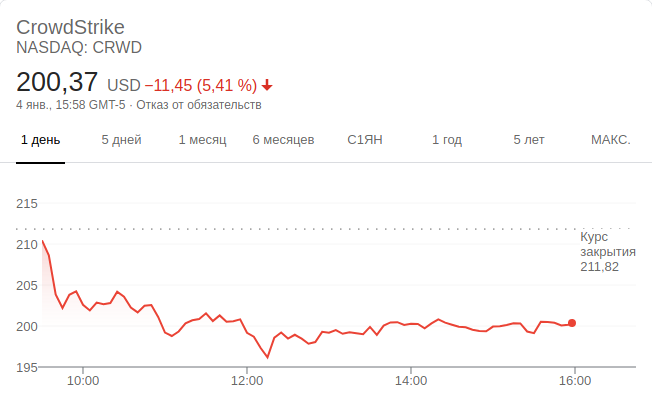 CrowdStrike
NASDAQ: CRWD
200,37 USD −11,45 (5,41 %)
4 янв., 15:58 GMT-5 · Отказ от обязательств
1 день 5 дней 1 месяц 6 месяцев С1ЯН 1 год 5 лет МАКС.
215
210
205
200
195
Курс
закрытия
211,82
10:00 12:00 14:00 16:00